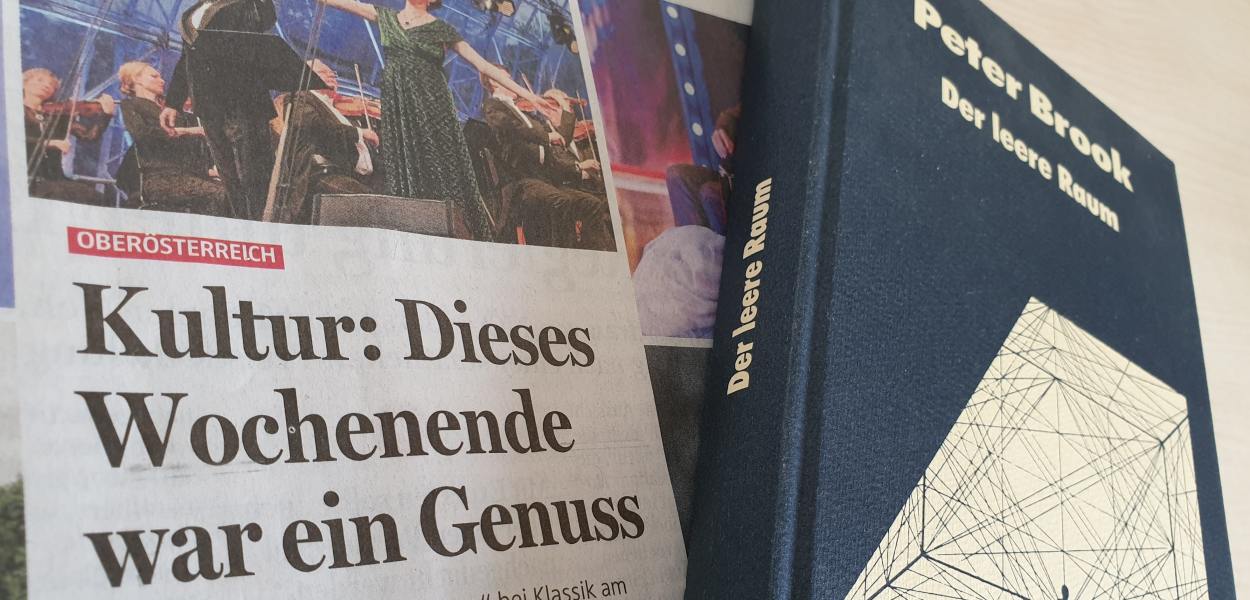 OBERÖSTERREICH
Kultur: Dieses
Wochenende
war ein Genuss
“ bei Klassik am
Der leere Raum
Peter Brook
Der leere Raum